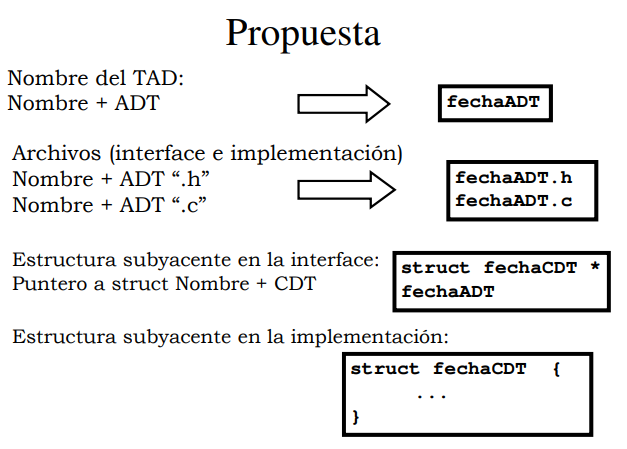 Propuesta
Nombre del TAD:
Nombre + ADT
fechaADT
Archivos (interface e implementación)
Nombre + ADT “.h”
Nombre + ADT “.c”
fechaADT.h
fechaADT.c
Estructura subyacente en la interface:
Puntero a struct Nombre + CDT
struct fechaCDT *
fechaADT
Estructura subyacente en la implementación:
struct fechaCDT {
...
}